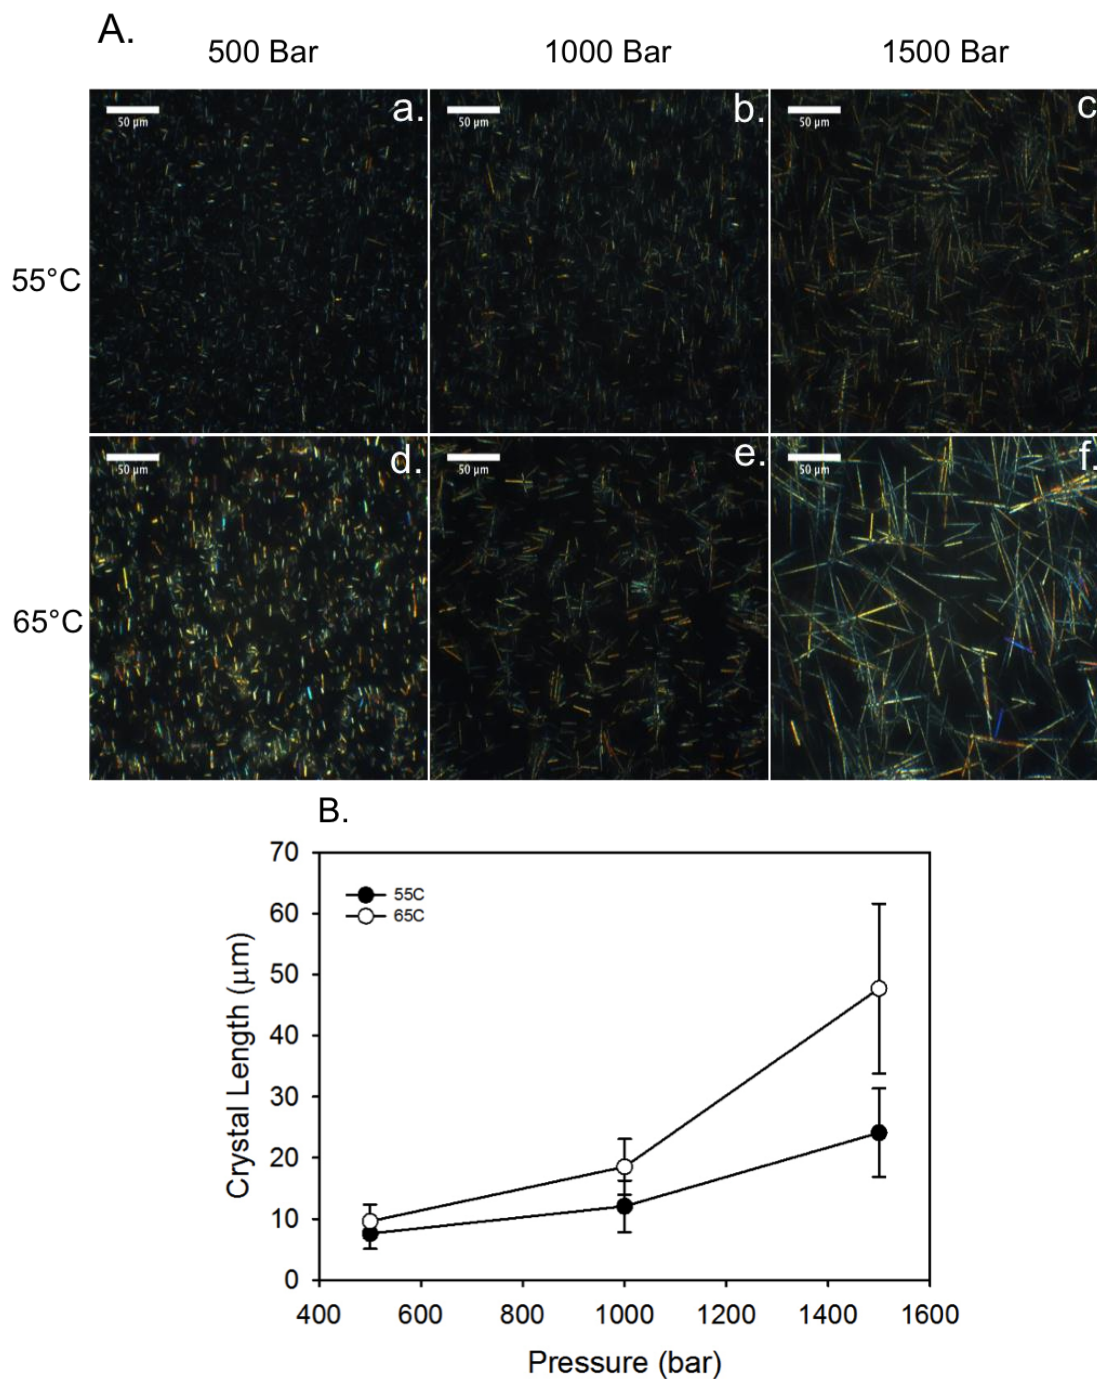 A.
500 Bar 1000 Bar 1500 Bar
55°C
50 µm a. 50 µm b. 50 µm c.
65°C
50 µm d. 50 µm e. 50 µm f.
B.
Crystal Length (µm)
70
60
50
40
30
20
10
0
55C
65C
400 600 800 1000 1200 1400 1600
Pressure (bar)